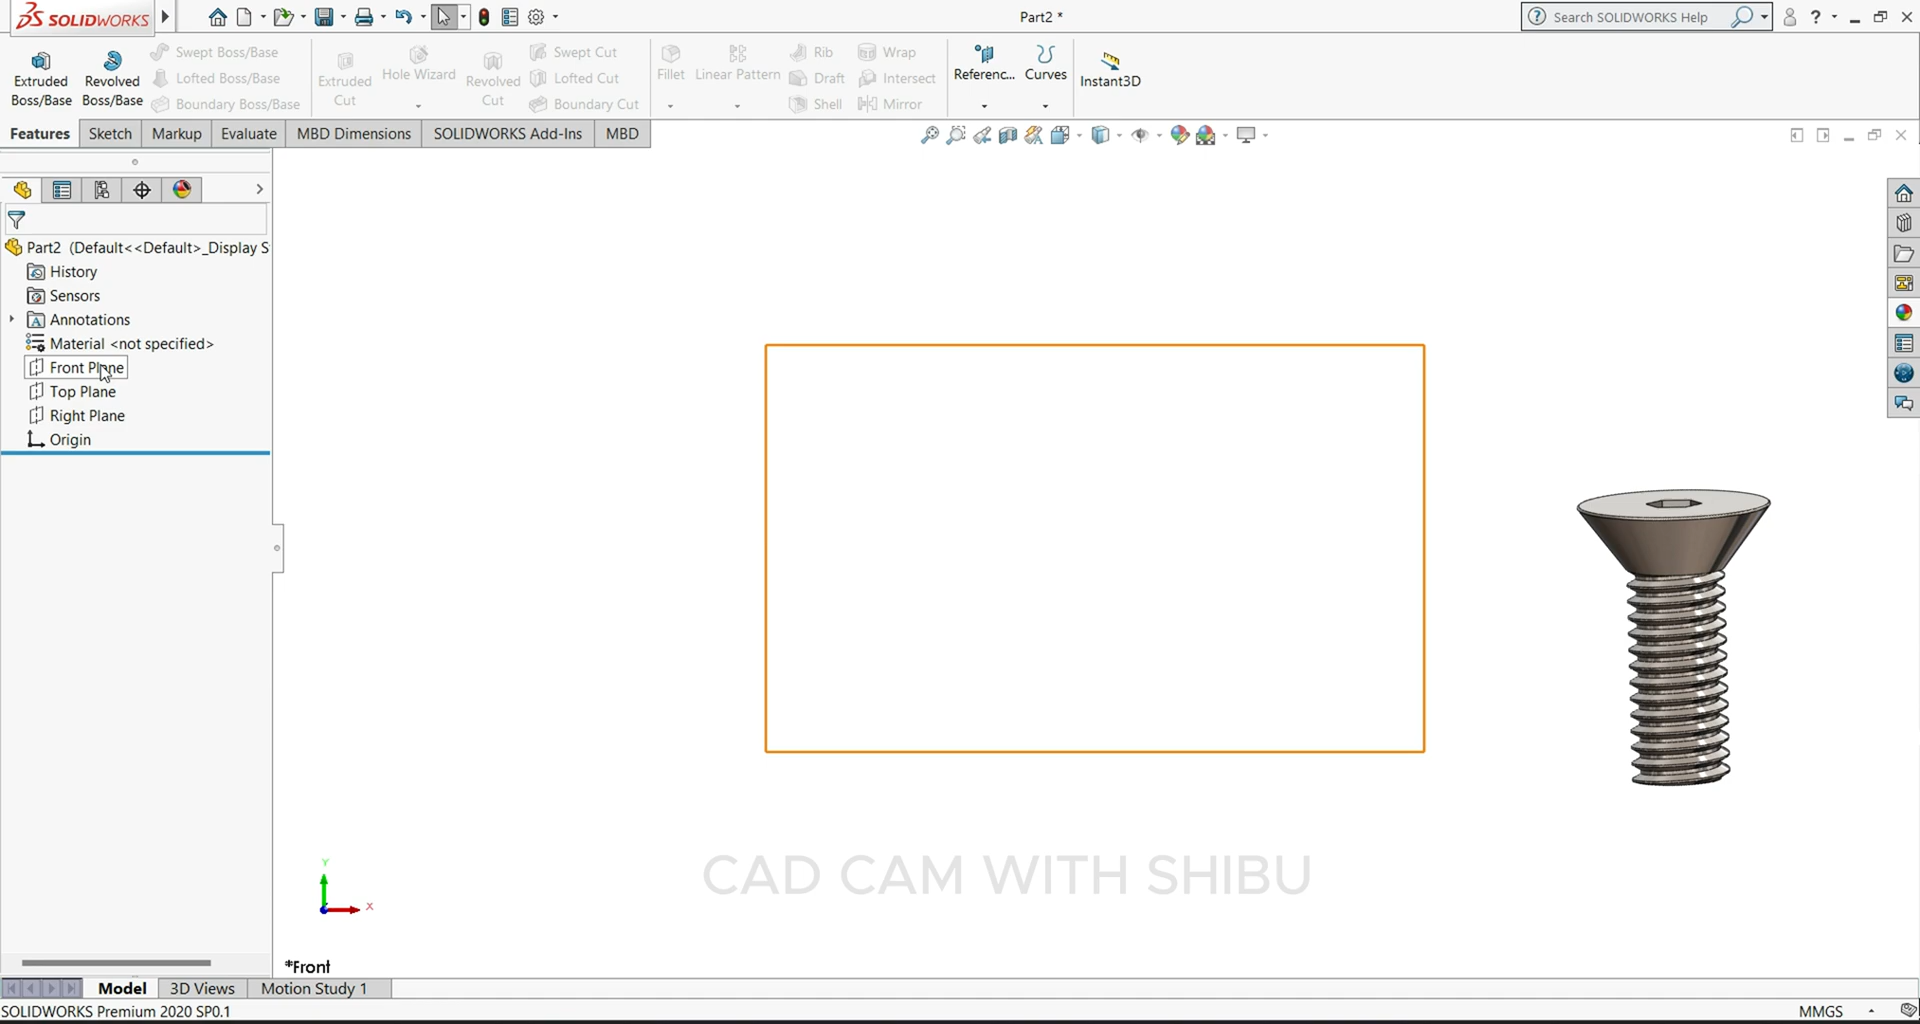 SOLIDWORKS
Part2 *
Search SOLIDWORKS Help
?
Extruded Boss/Base
Revolved Boss/Base
Swept Boss/Base
Lofted Boss/Base
Boundary Boss/Base
Extruded Cut
Hole Wizard
Revolved Cut
Swept Cut
Lofted Cut
Boundary Cut
Fillet
Linear Pattern
Rib
Draft
Shell
Wrap
Intersect
Mirror
Referenc...
Curves
Instant3D
Features
Sketch
Markup
Evaluate
MBD Dimensions
SOLIDWORKS Add-Ins
MBD
Part2 (Default<<Default>_Display S
History
Sensors
Annotations
Material <not specified>
Front Plane
Top Plane
Right Plane
Origin
CAD CAM WITH SHIBU
Y
X
*Front
Model
3D Views
Motion Study 1
SOLIDWORKS Premium 2020 SP0.1
MMGS